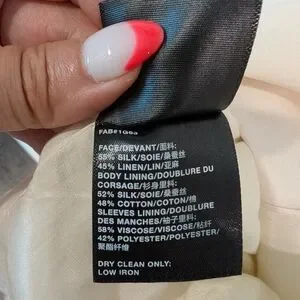 FAB#1G63
FACE/DEVANT/面料:
55% SILK/SOIE/桑蚕丝
45% LINEN/LIN/亚麻
BODY LINING/DOUBLURE DU
CORSAGE/衫身里料:
52% SILK/SOIE/桑蚕丝
48% COTTON/COTON/棉
SLEEVES LINING/DOUBLURE
DES MANCHES/袖子里料:
58% VISCOSE/VISCOSE/粘纤
42% POLYESTER/POLYESTER/
聚酯纤维
DRY CLEAN ONLY:
LOW IRON